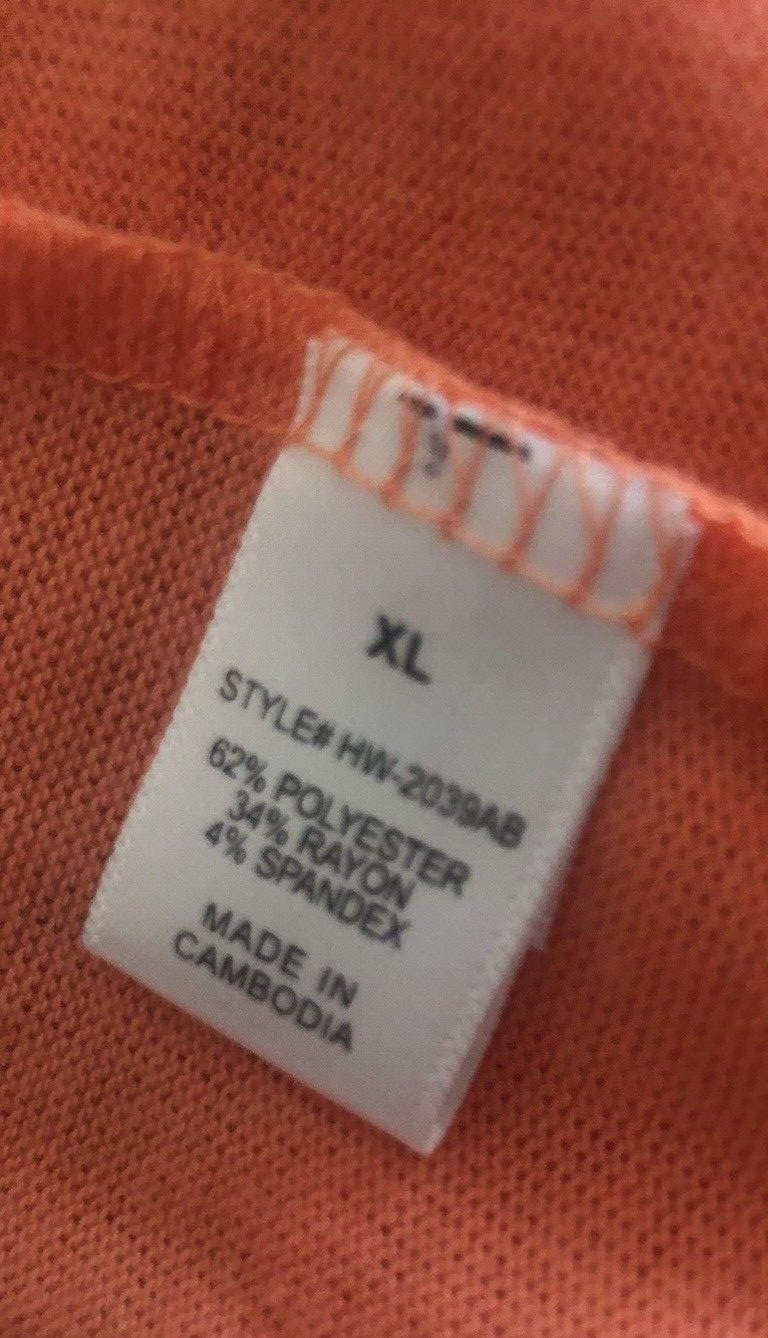 XL
STYLE# HW-2039AB
62% POLYESTER
34% RAYON
4% SPANDEX
MADE IN
CAMBODIA